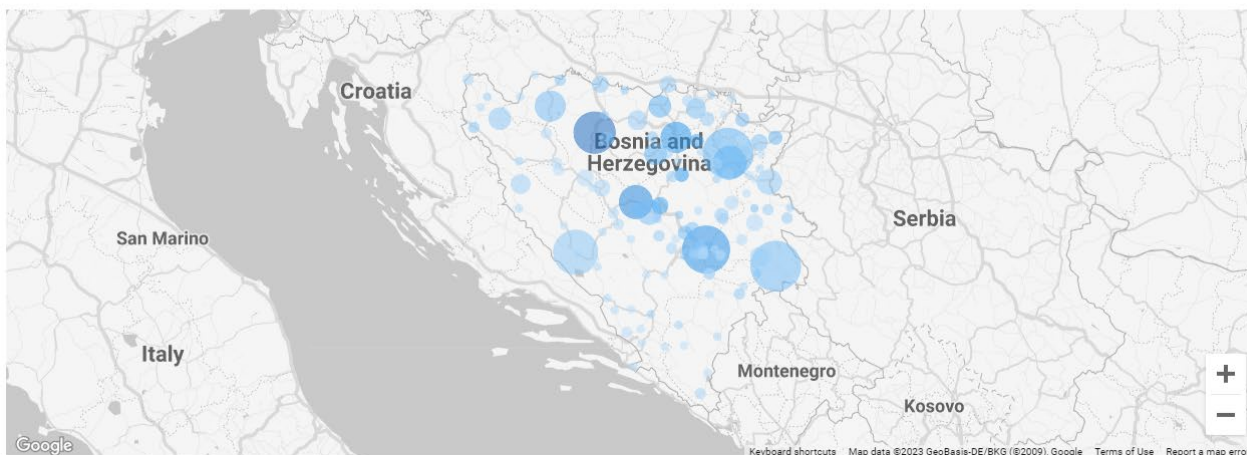 Croatia
Bosnia and
Herzegovina
Serbia
San Marino
Italy
Montenegro
Kosovo
+
−
Google
Keyboard shortcuts Map data ©2023 GeoBasis-DE/BKG (©2009), Google Terms of Use Report a map erro